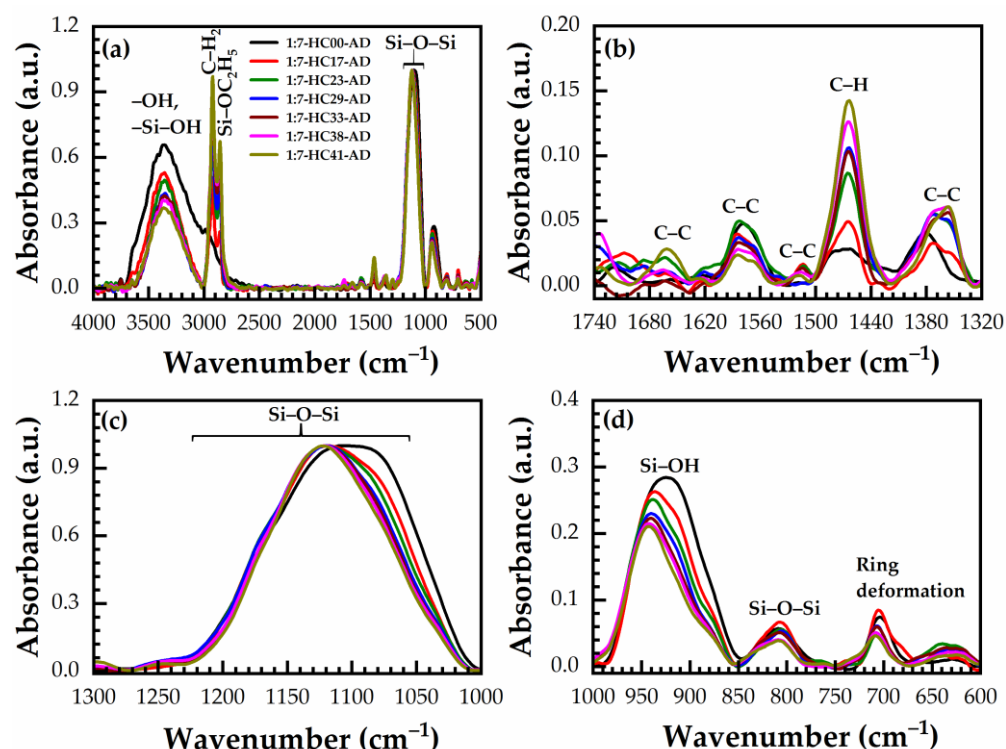 (a)
1.2
0.9
0.6
0.3
0.0
Absorbance (a.u.)
–OH,
–Si–OH
C–H2
Si–OC2H5
1:7-HC00-AD
1:7-HC17-AD
1:7-HC23-AD
1:7-HC29-AD
1:7-HC33-AD
1:7-HC38-AD
1:7-HC41-AD
Si–O–Si
4000 3500 3000 2500 2000 1500 1000 500
Wavenumber (cm−1)
(b)
0.20
0.15
0.10
0.05
0.00
Absorbance (a.u.)
C–H
C–C
C–C
C–C
C–C
1740 1680 1620 1560 1500 1440 1380 1320
Wavenumber (cm−1)
(c)
1.2
0.9
0.6
0.3
0.0
Absorbance (a.u.)
Si–O–Si
1300 1200 1100 1000
Wavenumber (cm−1)
(d)
0.4
0.3
0.2
0.1
0.0
Absorbance (a.u.)
Si–OH
Si–O–Si
Ring
deformation
1000 950 900 850 800 750 700 650 600
Wavenumber (cm−1)